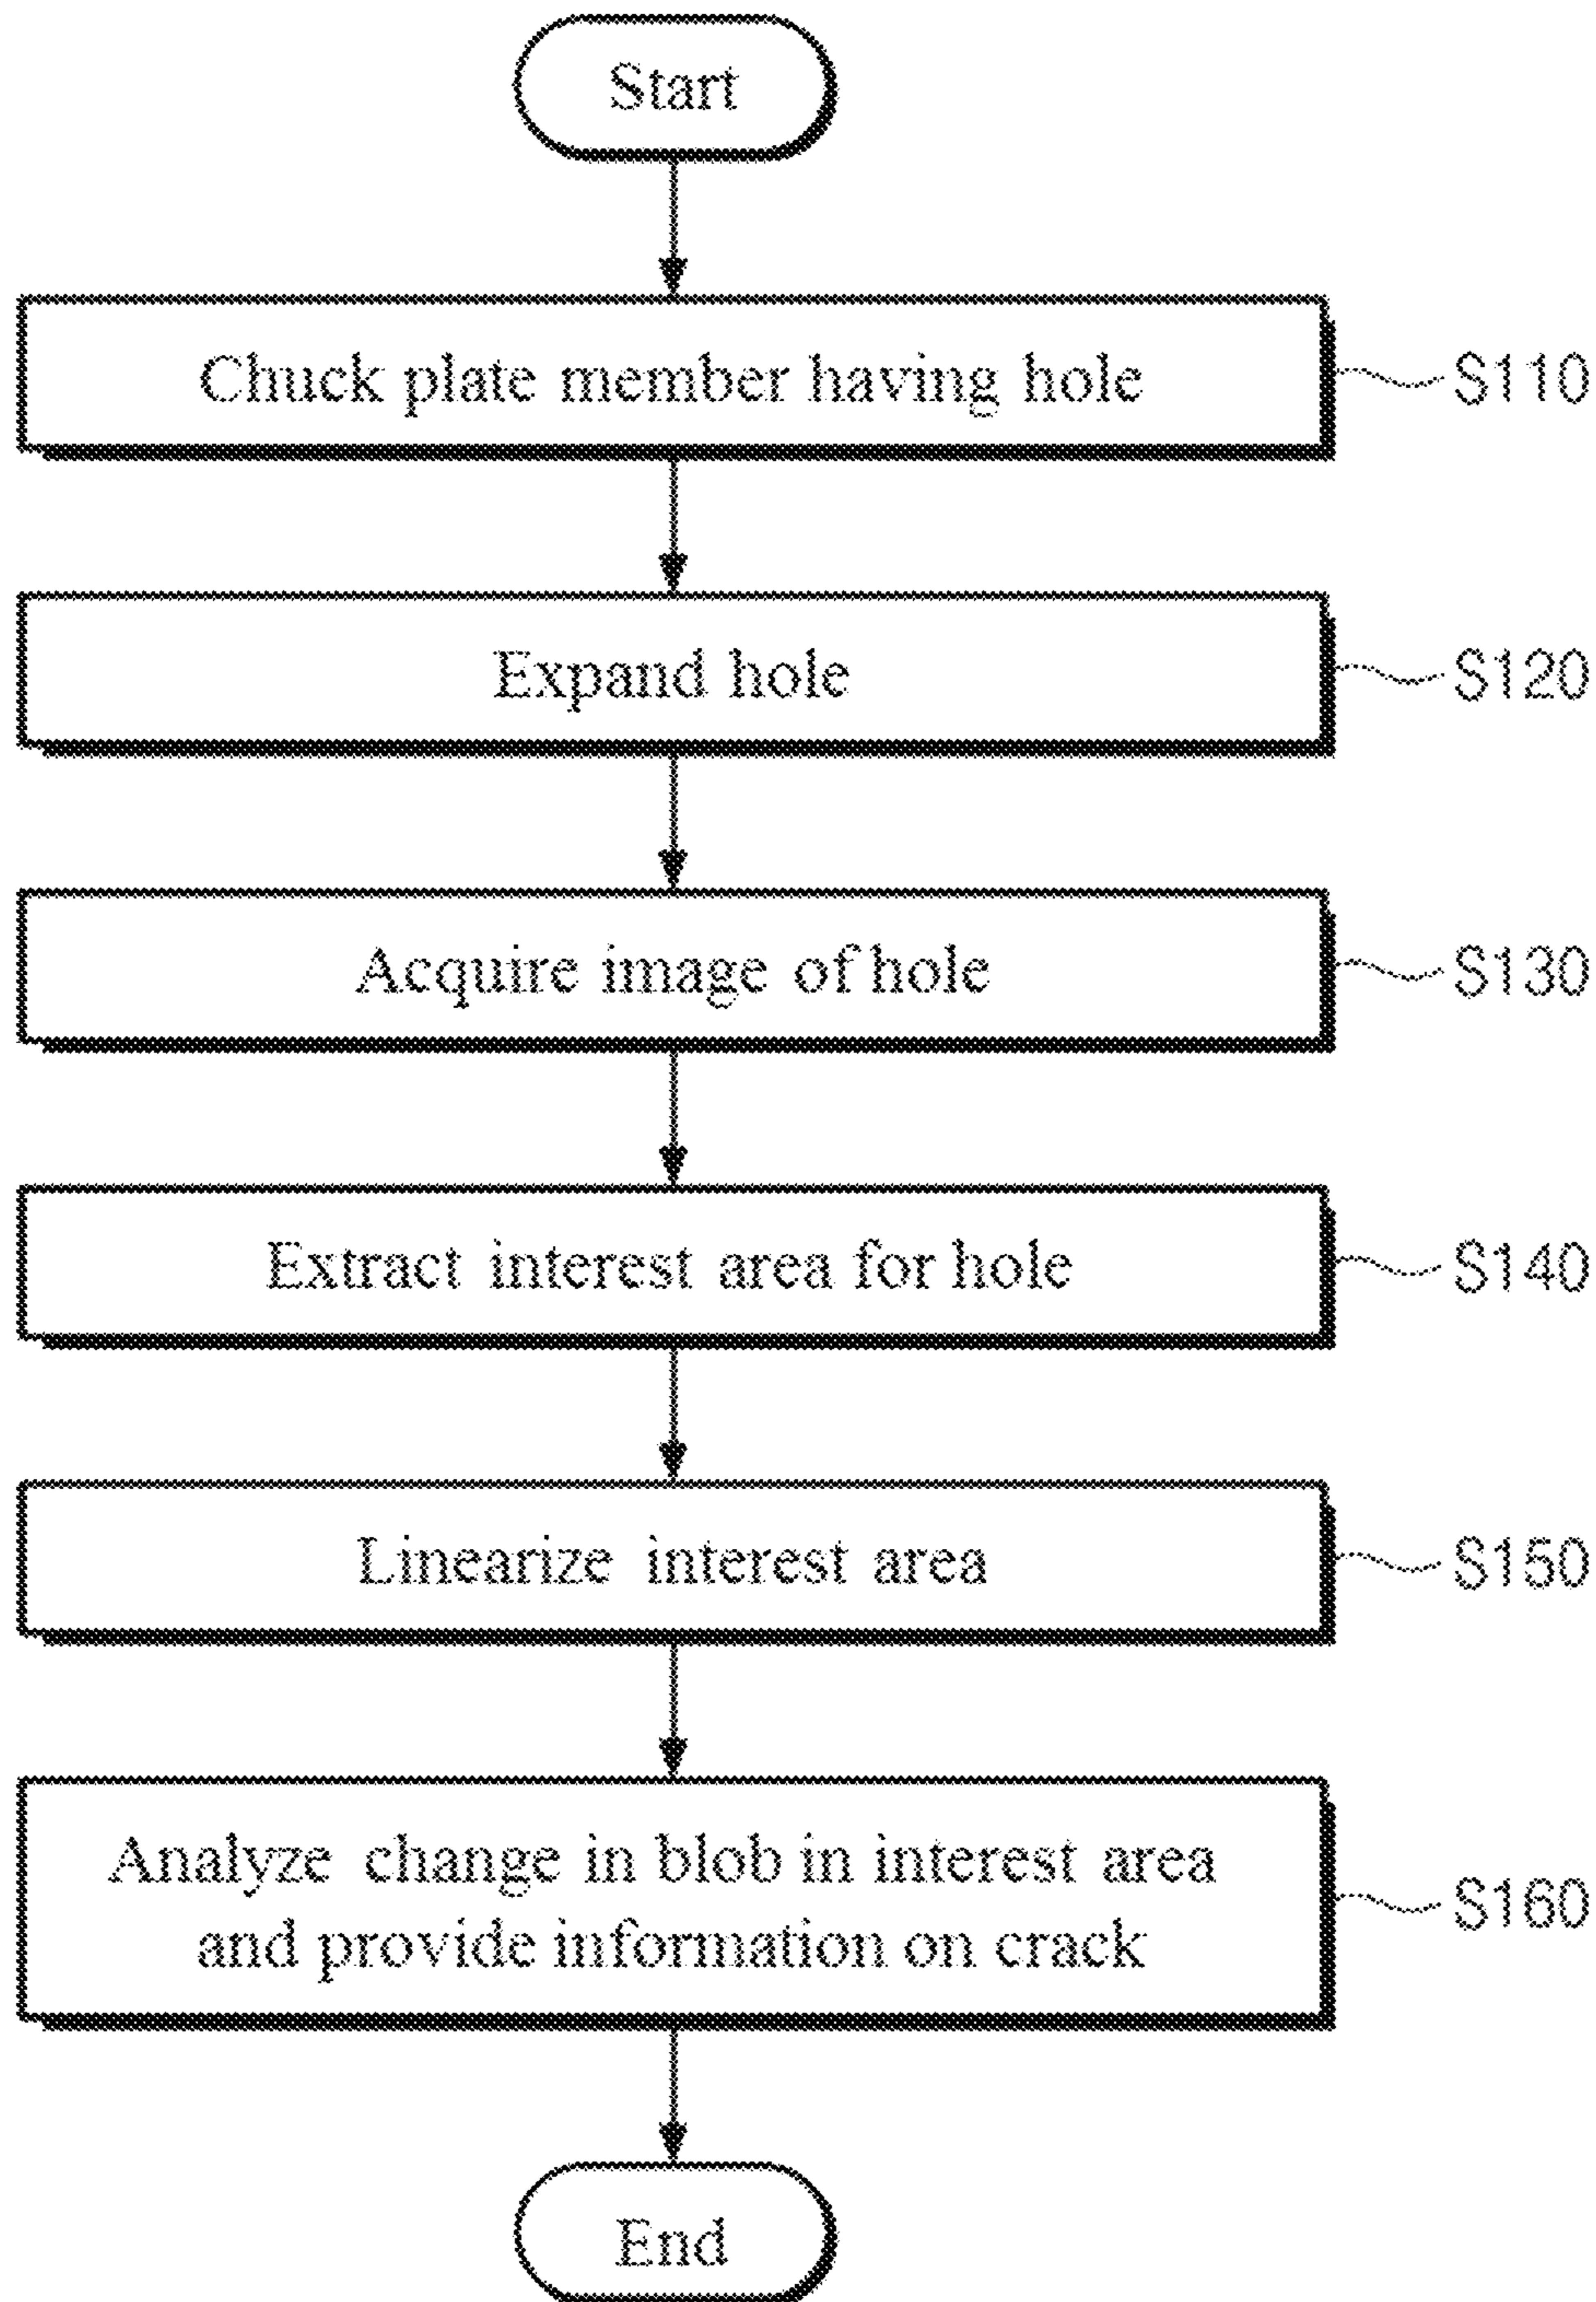 Start
Chuck plate member having hole
S110
Expand hole
S120
Acquire image of hole
S130
Extract interest area for hole
S140
Linearize interest area
S150
Analyze change in blob in interest area
and provide information on crack
S160
End